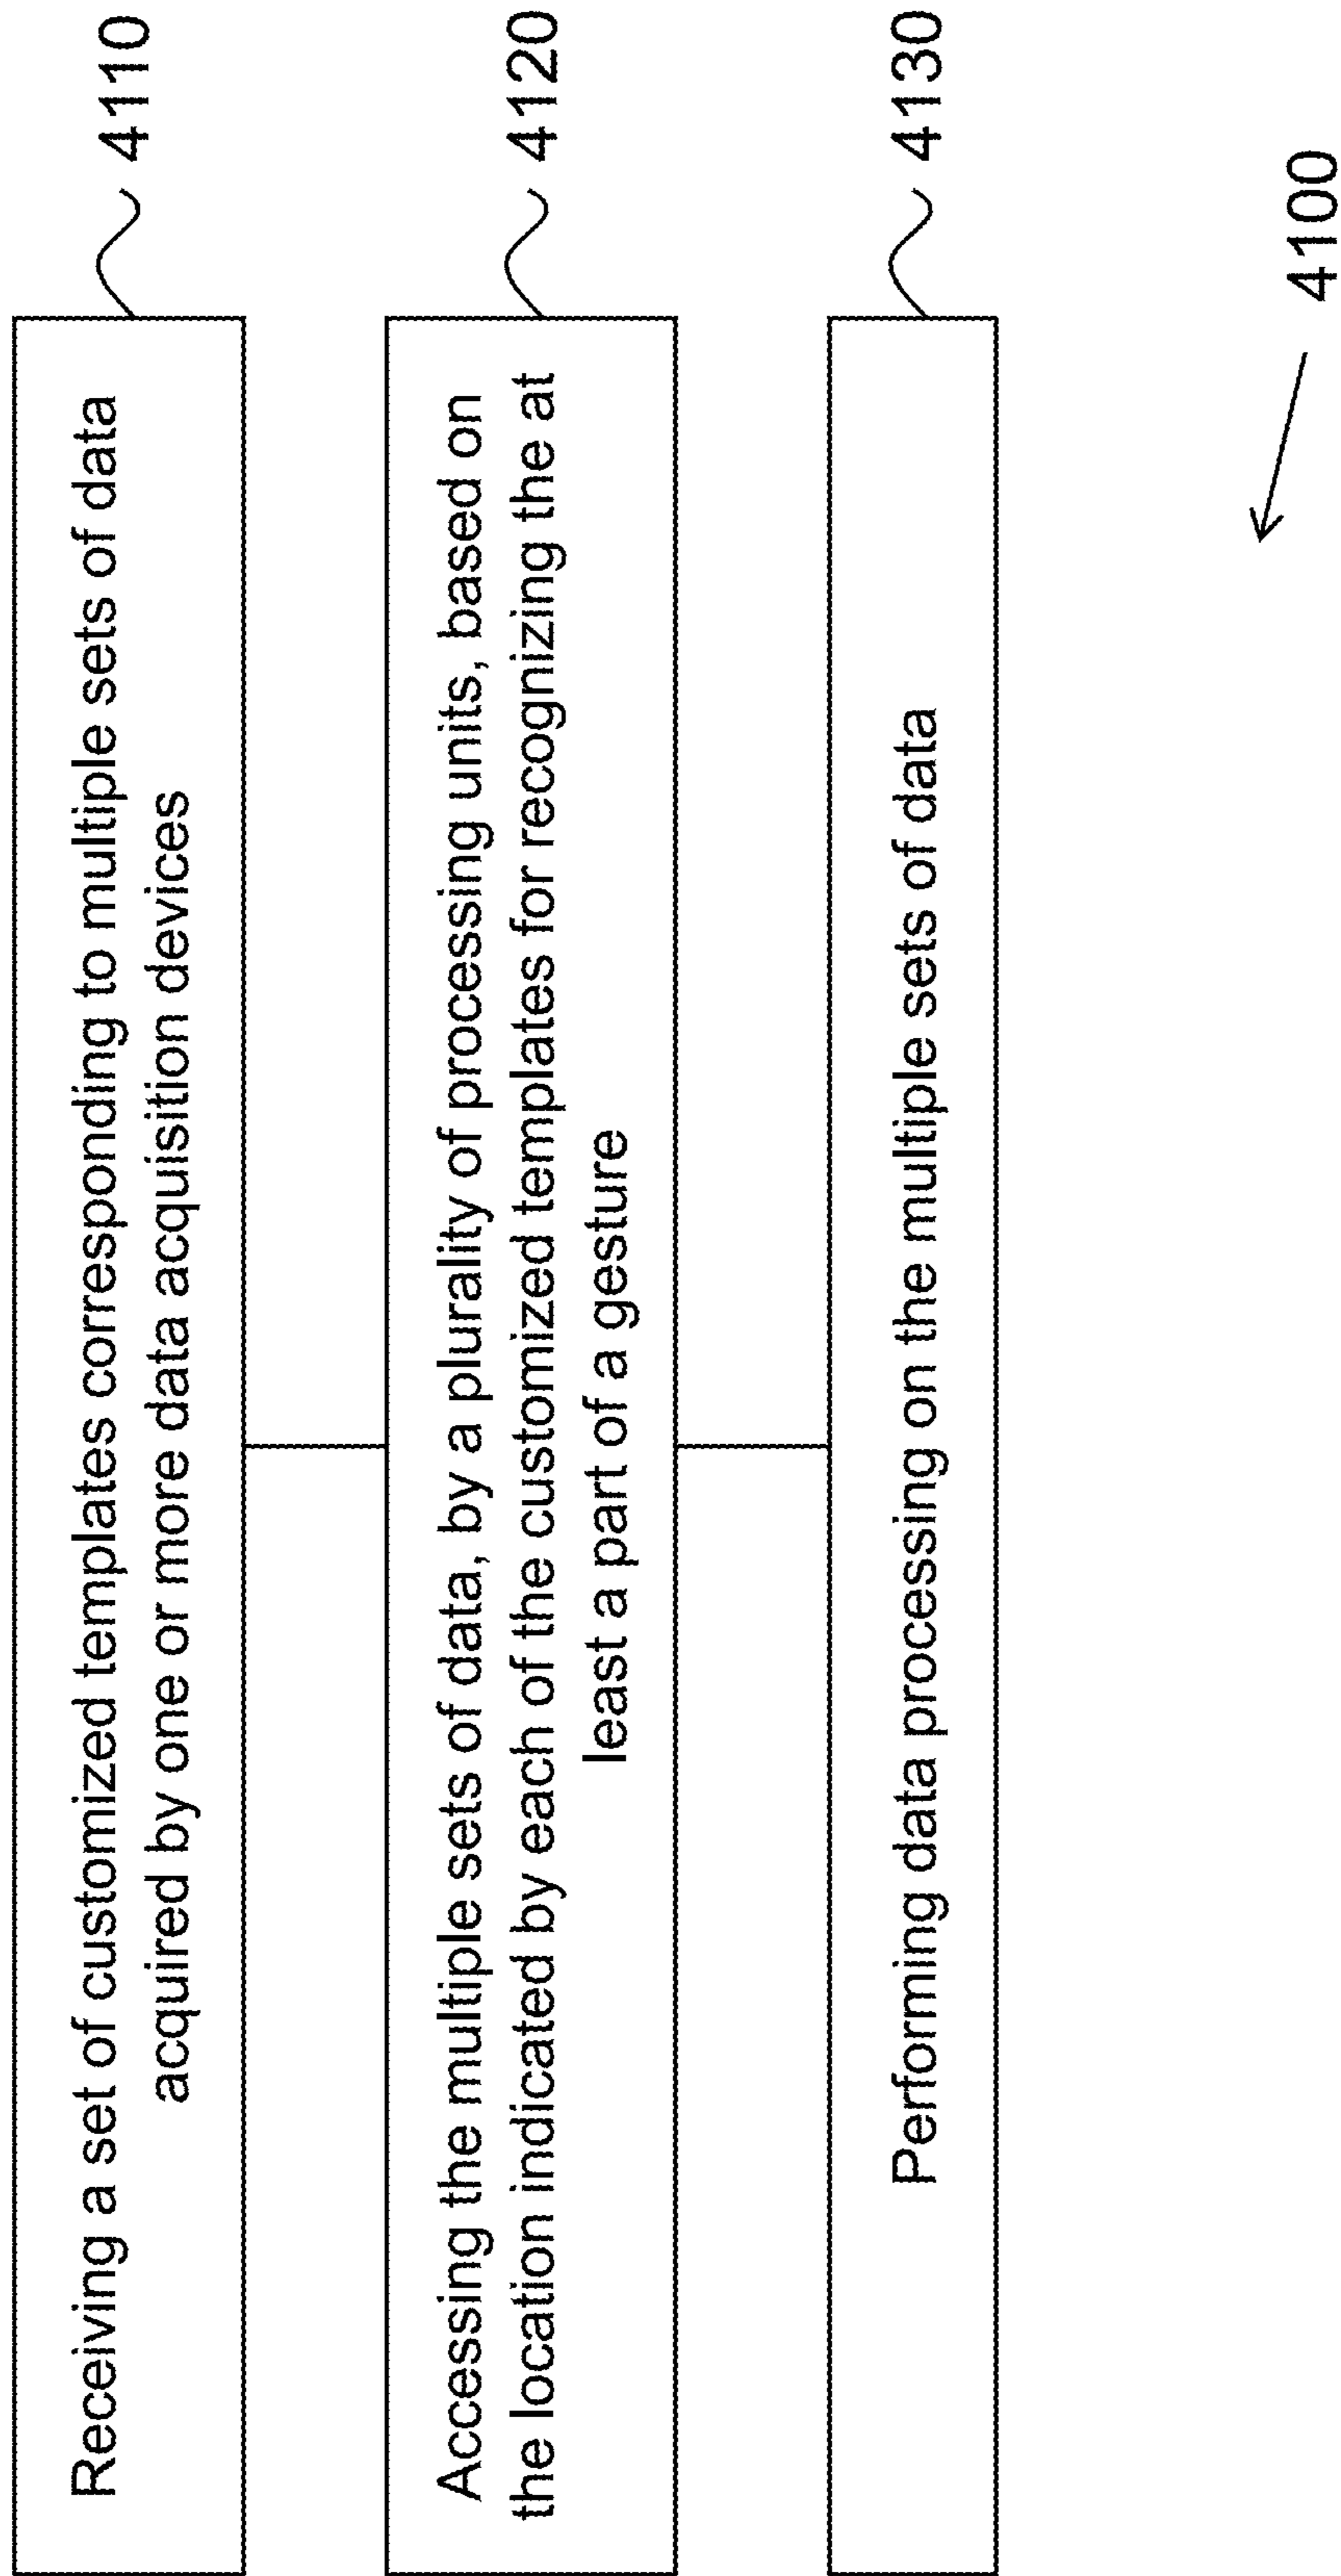 Receiving a set of customized templates corresponding to multiple sets of data
acquired by one or more data acquisition devices
4110
Accessing the multiple sets of data, by a plurality of processing units, based on
the location indicated by each of the customized templates for recognizing the at
least a part of a gesture
4120
Performing data processing on the multiple sets of data
4130
4100